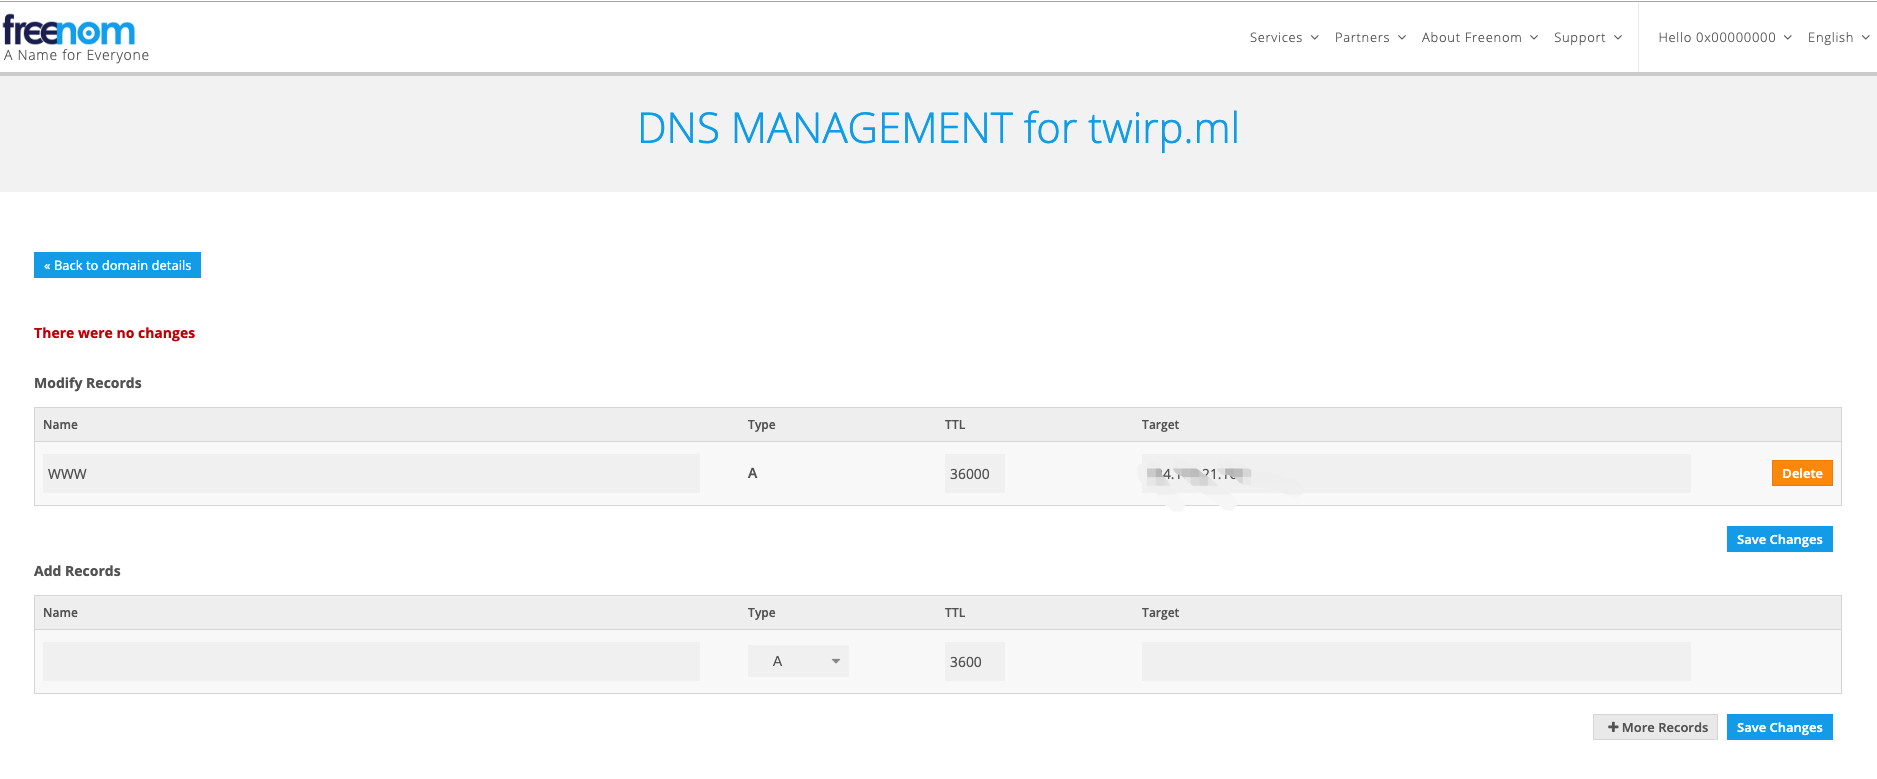 freenom
A Name for Everyone
Services Partners About Freenom Support Hello 0x00000000 English
DNS MANAGEMENT for twirp.ml
« Back to domain details
There were no changes
Modify Records
Name Type TTL Target
WWW A 36000 Delete
Save Changes
Add Records
Name Type TTL Target
A 3600
+ More Records Save Changes